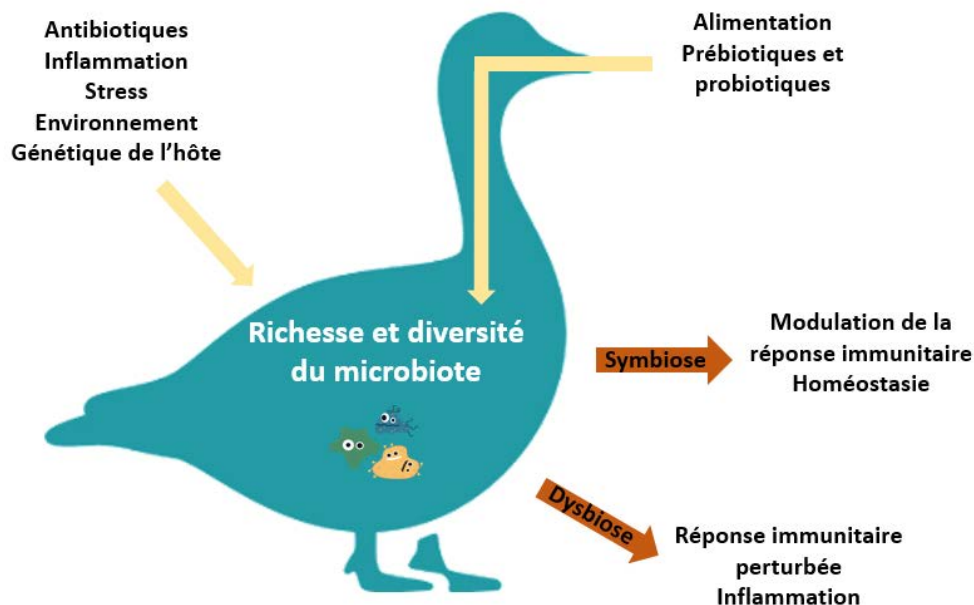 Antibiotiques
Inflammation
Stress
Environnement
Génétique de l'hôte
Alimentation
Prébiotiques et
probiotiques
Richesse et diversité
du microbiote
Symbiose
Modulation de la
réponse immunitaire
Homéostasie
Dysbiose
Réponse immunitaire
perturbée
Inflammation